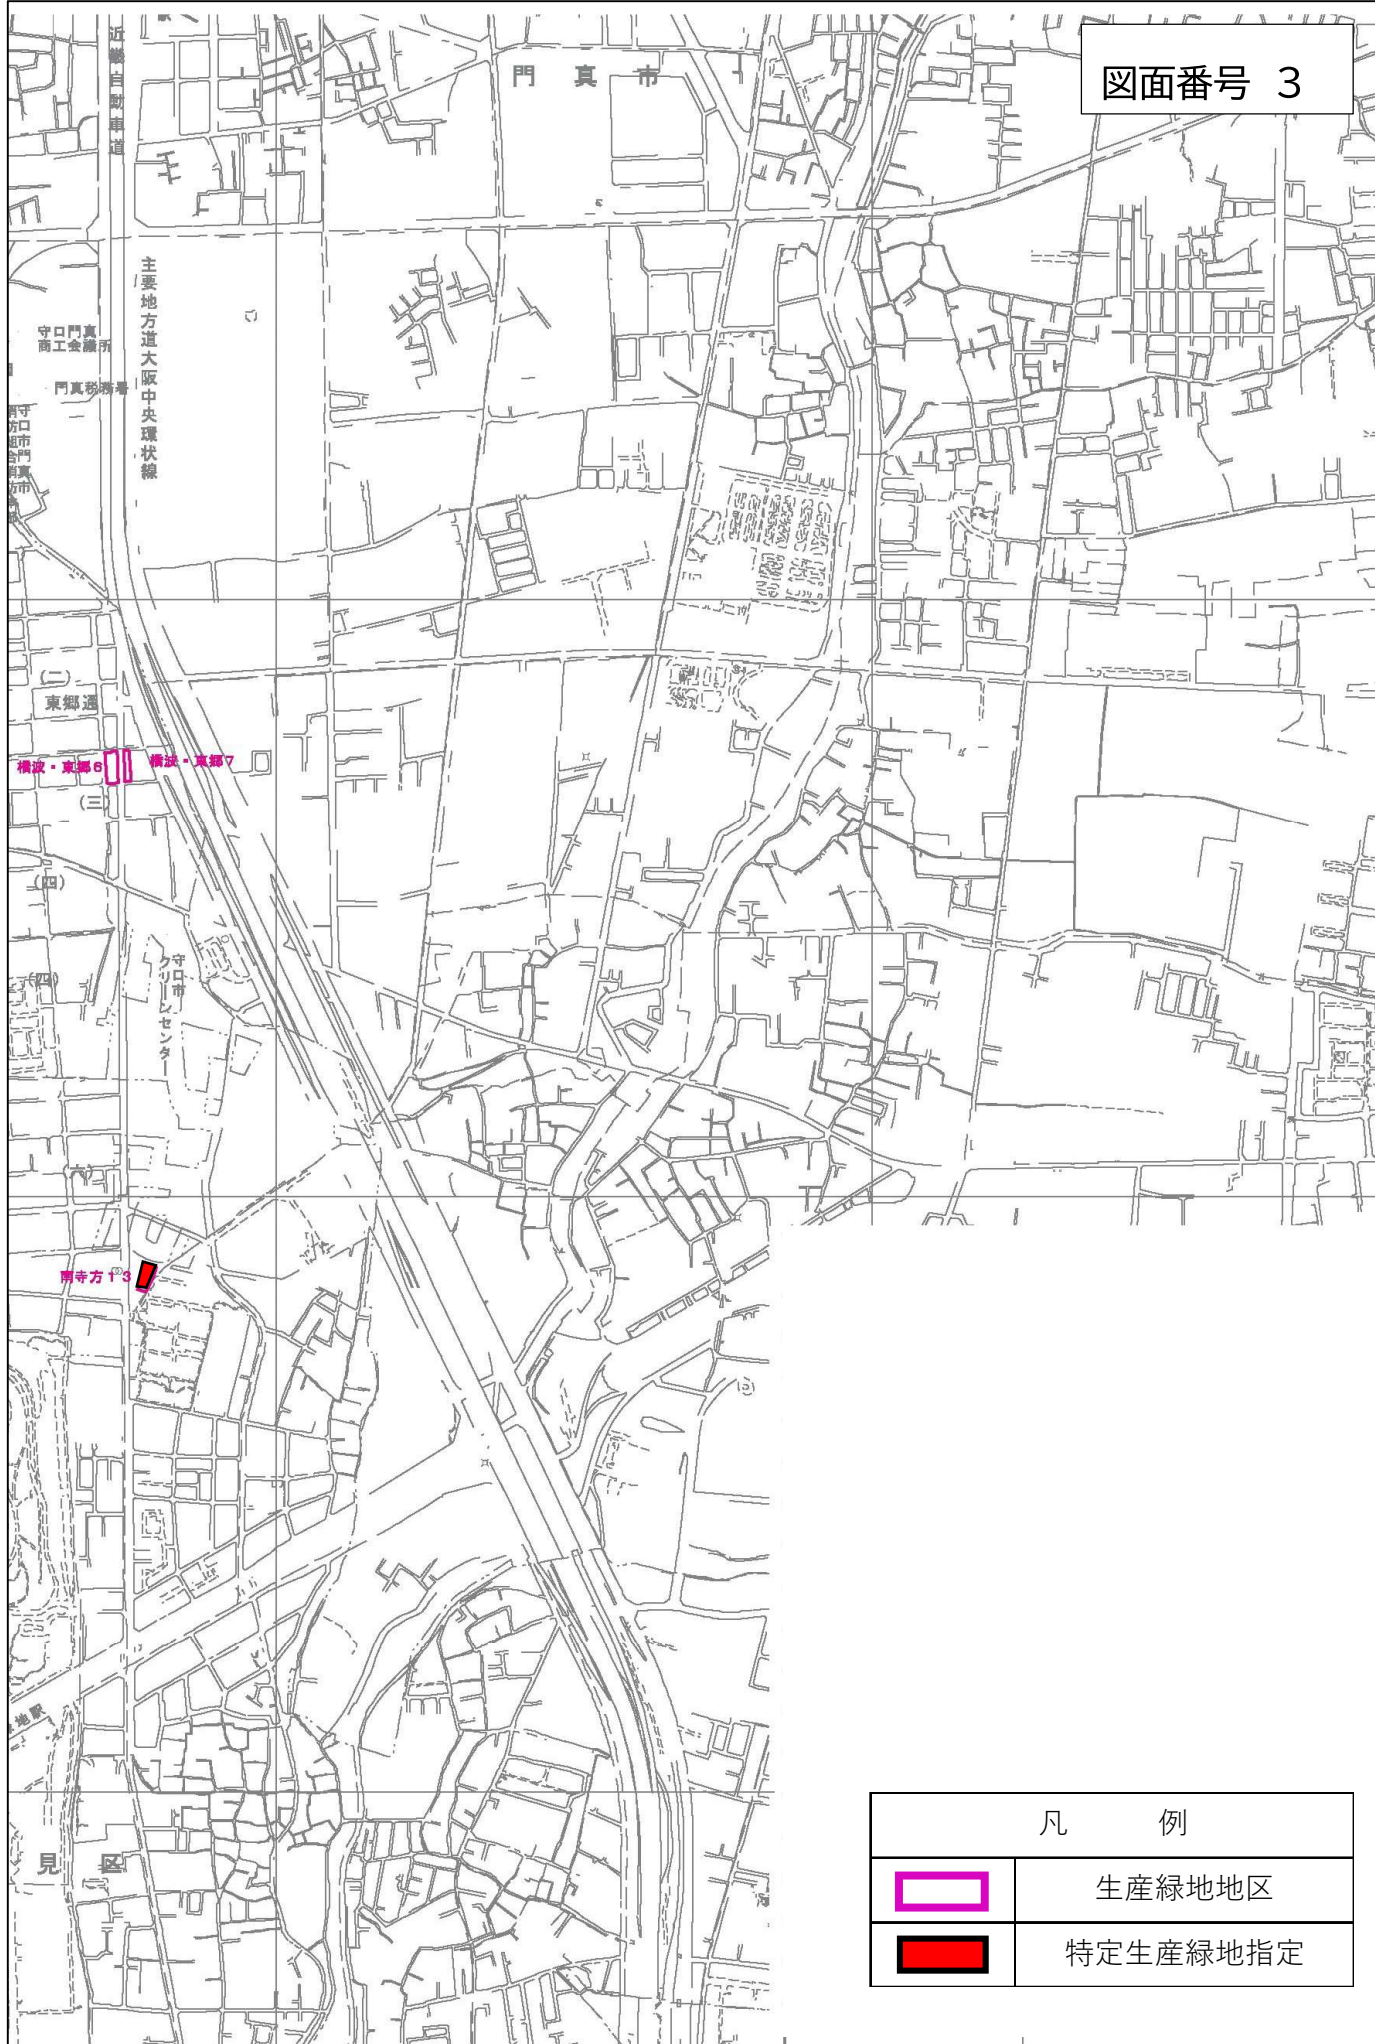 図面番号 3
門真市
近畿自動車道
主要地方道大阪中央環状線
守口門真
商工会議所
門真税務署
(二)
東郷通
橋波・東郷6
橋波・東郷7
(三)
(四)
守口市
クリーンセンター
(四)
(六)
南寺方13
地駅
見区
凡例
生産緑地地区
特定生産緑地指定